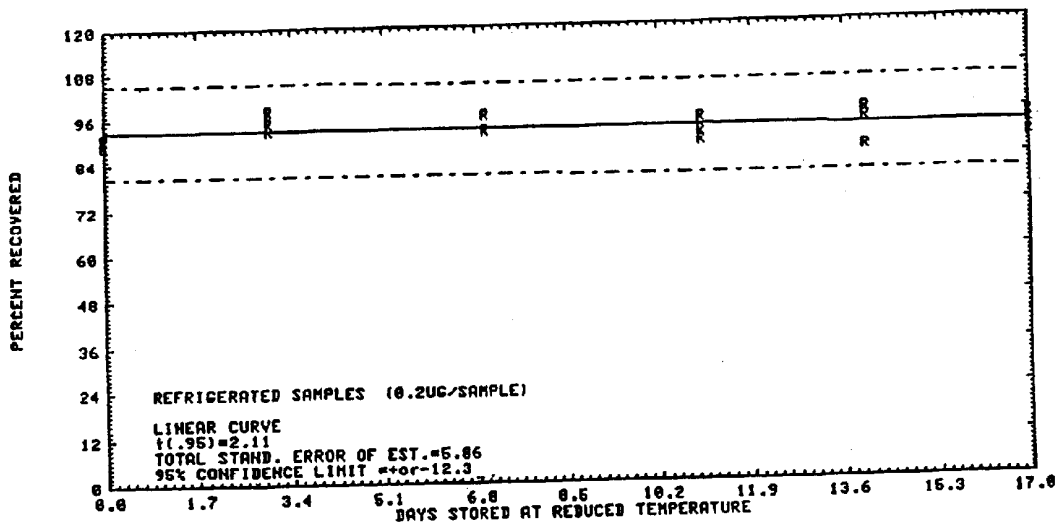 120
108
96
84
72
60
48
36
24
12
0
PERCENT RECOVERED
R R R R R
R R R R
R R R R R
REFRIGERATED SAMPLES (0.2UG/SAMPLE)
LINEAR CURVE
t(.95)=2.11
TOTAL STAND. ERROR OF EST.=5.86
95% CONFIDENCE LIMIT =+or-12.3
0.0 1.7 3.4 5.1 6.8 8.5 10.2 11.9 13.6 15.3 17.0
DAYS STORED AT REDUCED TEMPERATURE